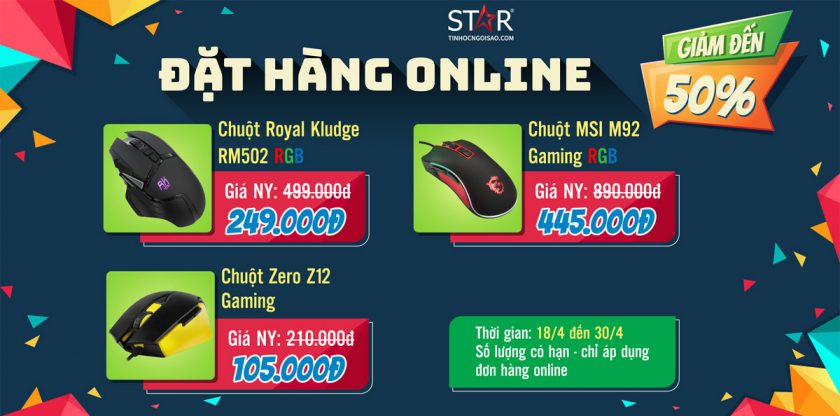 STAR®
TINHOCNGOISAO.COM
ĐẶT HÀNG ONLINE
GIẢM ĐẾN
50%
Chuột Royal Kludge
RM502 RGB
Giá NY: 499.000đ
249.000Đ
Chuột MSI M92
Gaming RGB
Giá NY: 890.000đ
445.000Đ
Chuột Zero Z12
Gaming
Giá NY: 210.000đ
105.000Đ
Thời gian: 18/4 đến 30/4
Số lượng có hạn - chỉ áp dụng
đơn hàng online